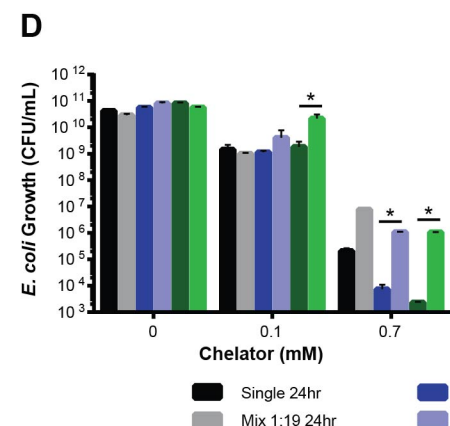 D
10 12
10 11
10 10
10 9
10 8
10 7
10 6
10 5
10 4
10 3
E. coli Growth (CFU/mL)
*
* *
0 0.1 0.7
Chelator (mM)
Single 24hr
Mix 1:19 24hr